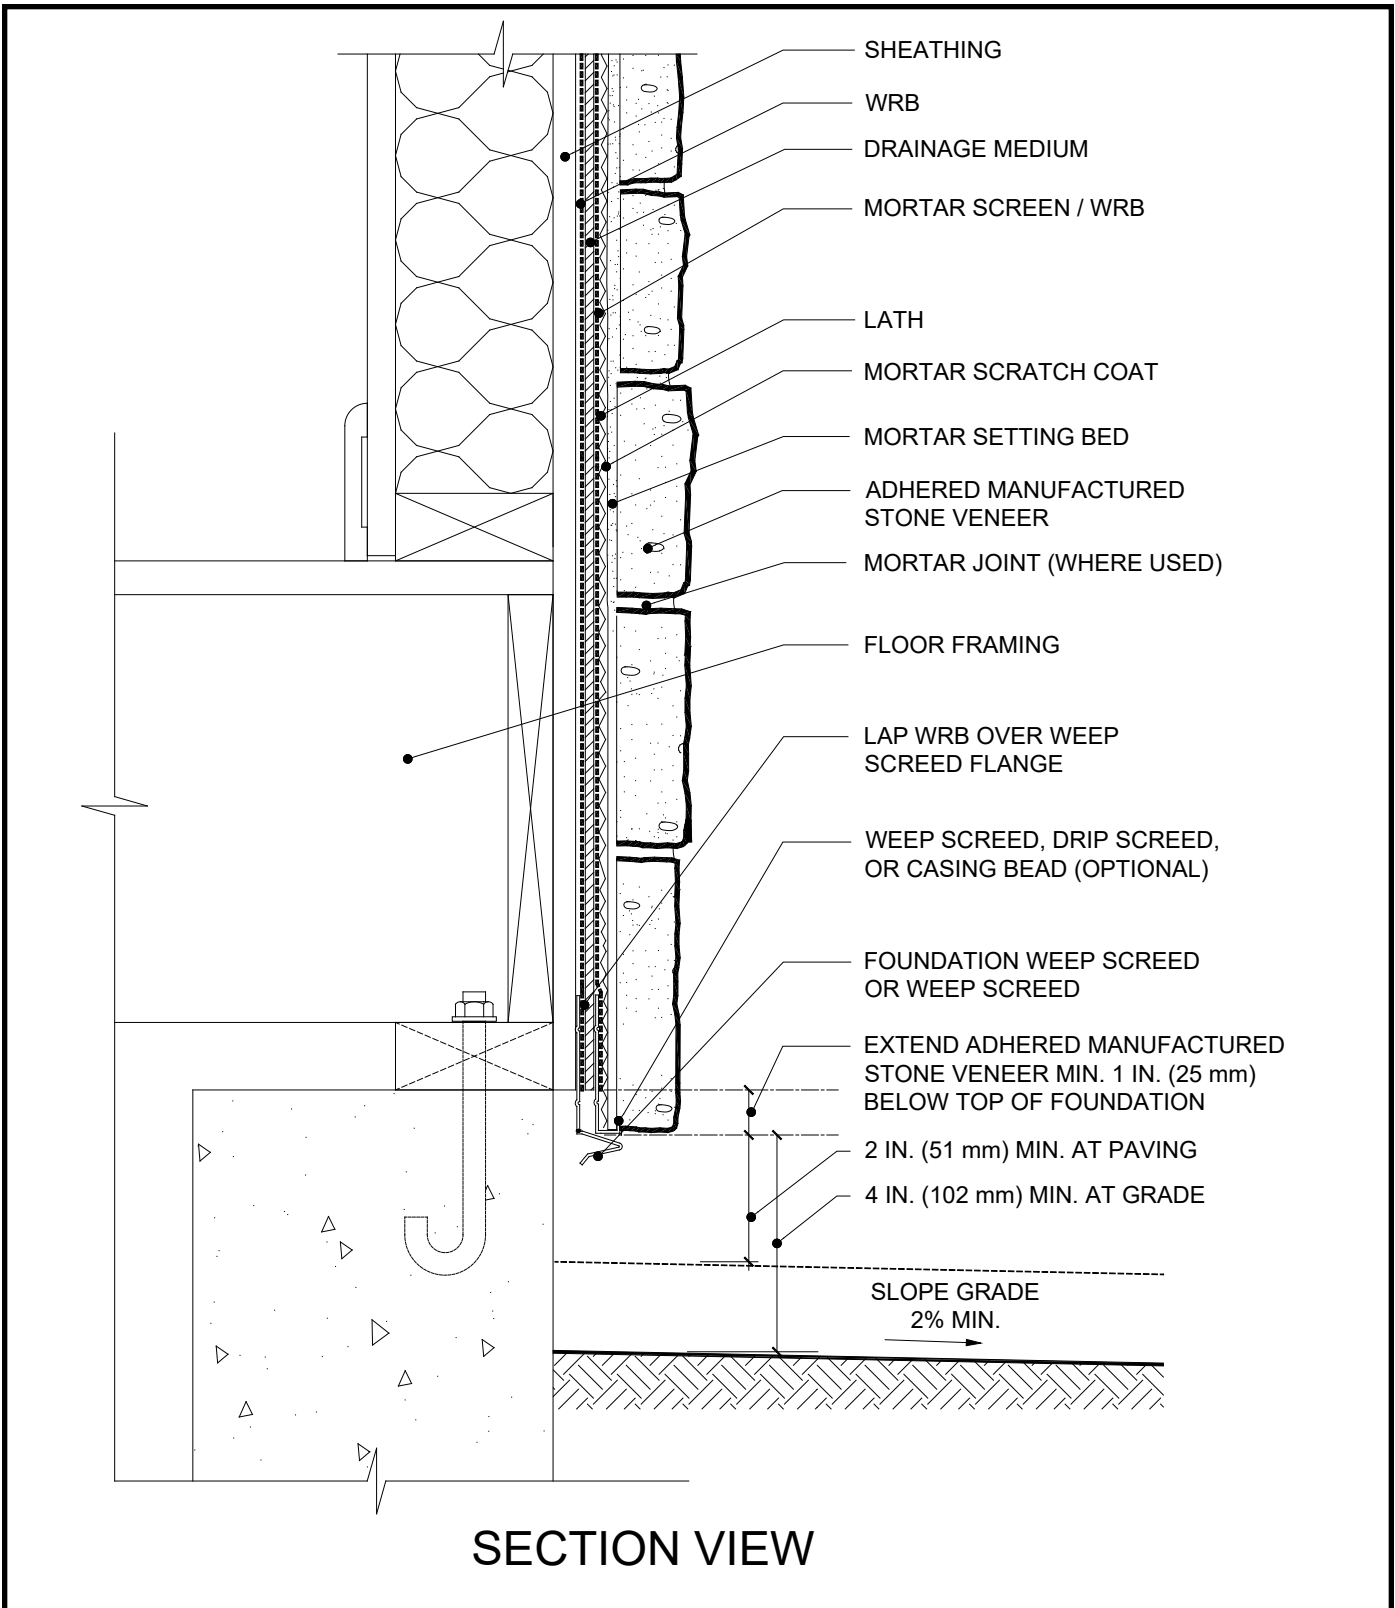 SHEATHING
WRB
DRAINAGE MEDIUM
MORTAR SCREEN / WRB
LATH
MORTAR SCRATCH COAT
MORTAR SETTING BED
ADHERED MANUFACTURED
STONE VENEER
MORTAR JOINT (WHERE USED)
FLOOR FRAMING
LAP WRB OVER WEEP
SCREED FLANGE
WEEP SCREED, DRIP SCREED,
OR CASING BEAD (OPTIONAL)
FOUNDATION WEEP SCREED
OR WEEP SCREED
EXTEND ADHERED MANUFACTURED
STONE VENEER MIN. 1 IN. (25 mm)
BELOW TOP OF FOUNDATION
2 IN. (51 mm) MIN. AT PAVING
4 IN. (102 mm) MIN. AT GRADE
SLOPE GRADE
2% MIN.
SECTION VIEW